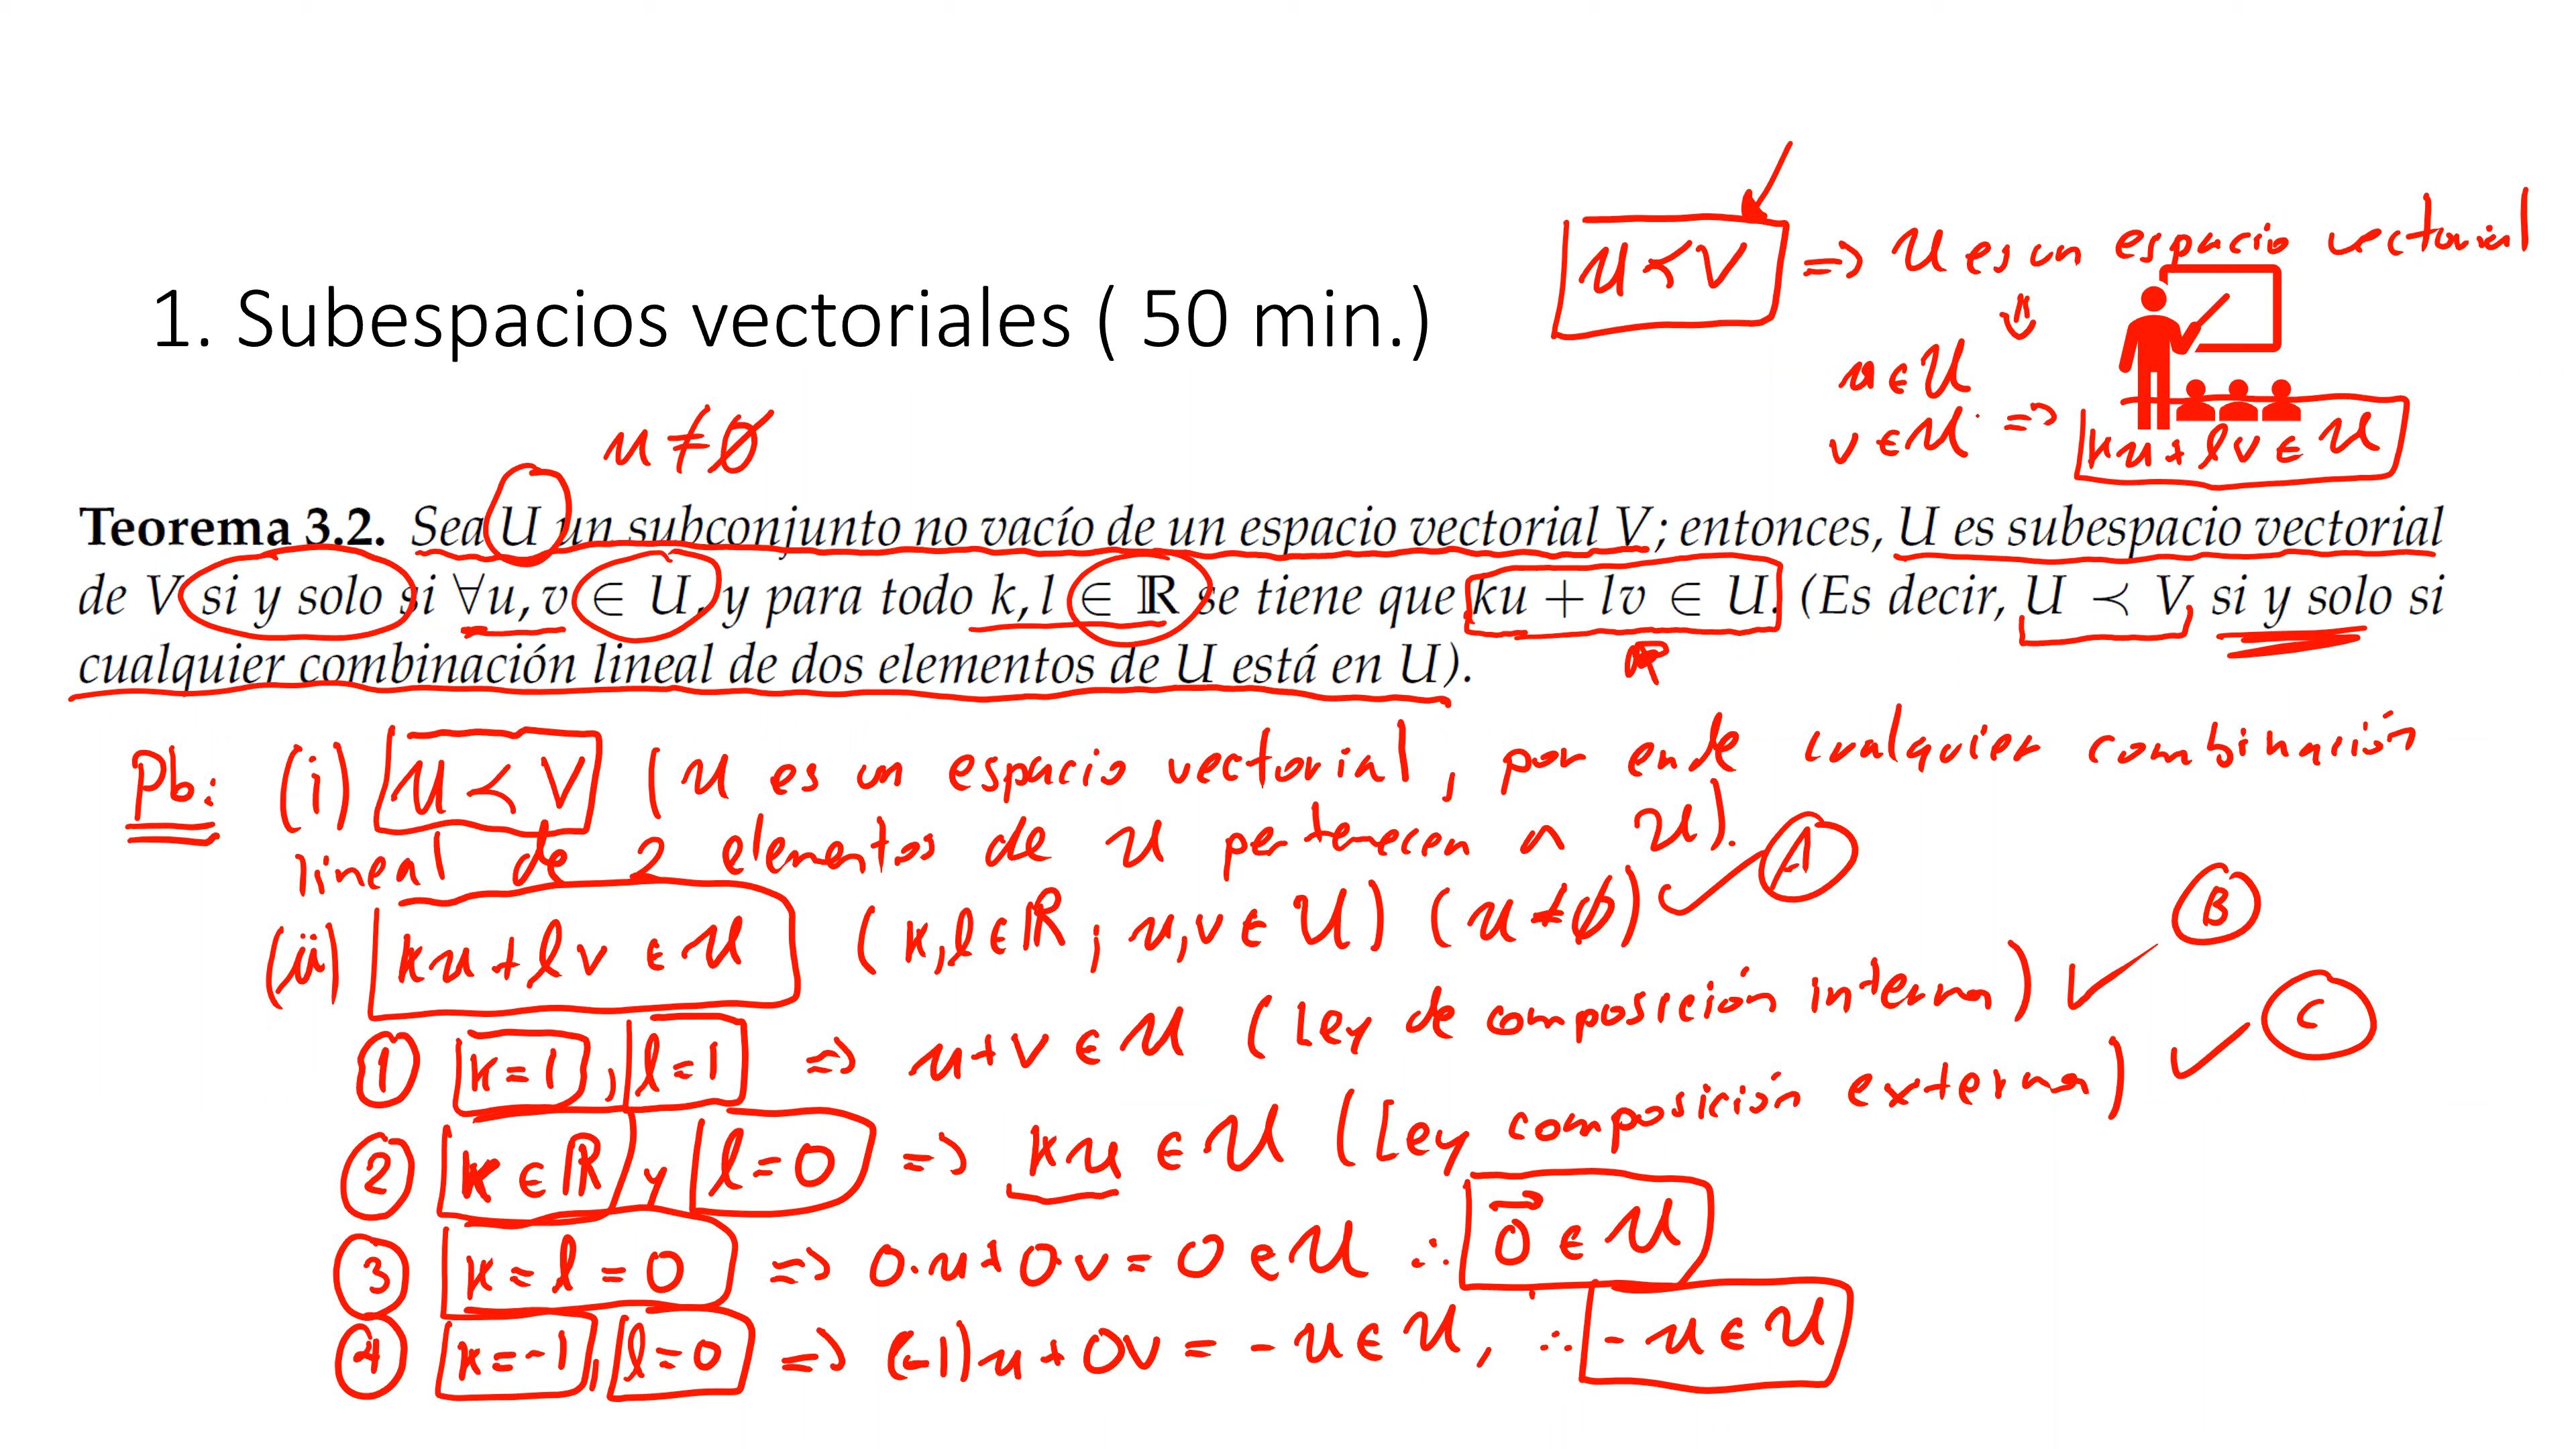 U ≺ V ⇒ U es un espacio vectorial
⇓
1. Subespacios vectoriales ( 50 min.)
u ∈ U
v ∈ U ⇒ ku + lv ∈ U
U ≠ ∅
Teorema 3.2. Sea U un subconjunto no vacío de un espacio vectorial V; entonces, U es subespacio vectorial
de V si y solo si ∀u, v ∈ U, y para todo k, l ∈ ℝ se tiene que ku + lv ∈ U. (Es decir, U ≺ V, si y solo si
cualquier combinación lineal de dos elementos de U está en U).
Pb: (i) U ≺ V (U es un espacio vectorial, por ende cualquier combinación
lineal de 2 elementos de U pertenecen a U).
(ii) ku + lv ∈ U (k, l ∈ ℝ ; u, v ∈ U) (U ≠ ∅) ✓ A
① k = 1, l = 1 ⇒ u + v ∈ U (Ley de composición interna) ✓ B
② k ∈ ℝ y l = 0 ⇒ ku ∈ U (Ley composición externa) ✓ C
③ k = l = 0 ⇒ 0·u + 0·v = 0 ∈ U ∴ 0⃗ ∈ U
④ k = -1, l = 0 ⇒ (-1)u + 0v = -u ∈ U, ∴ -u ∈ U